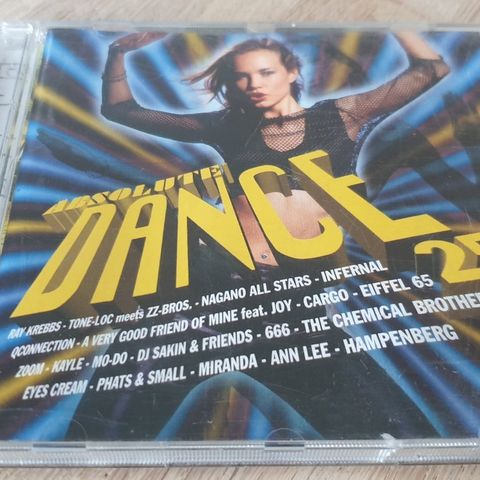 ABSOLUTE
DANCE 25
RAY KREBBS - TONE-LOC meets ZZ-BROS. - NAGANO ALL STARS - INFERNAL
QCONNECTION - A VERY GOOD FRIEND OF MINE feat. JOY - CARGO - EIFFEL 65
ZOOM - KAYLE - MO-DO - DJ SAKIN & FRIENDS - 666 - THE CHEMICAL BROTHERS
EYES CREAM - PHATS & SMALL - MIRANDA - ANN LEE - HAMPENBERG